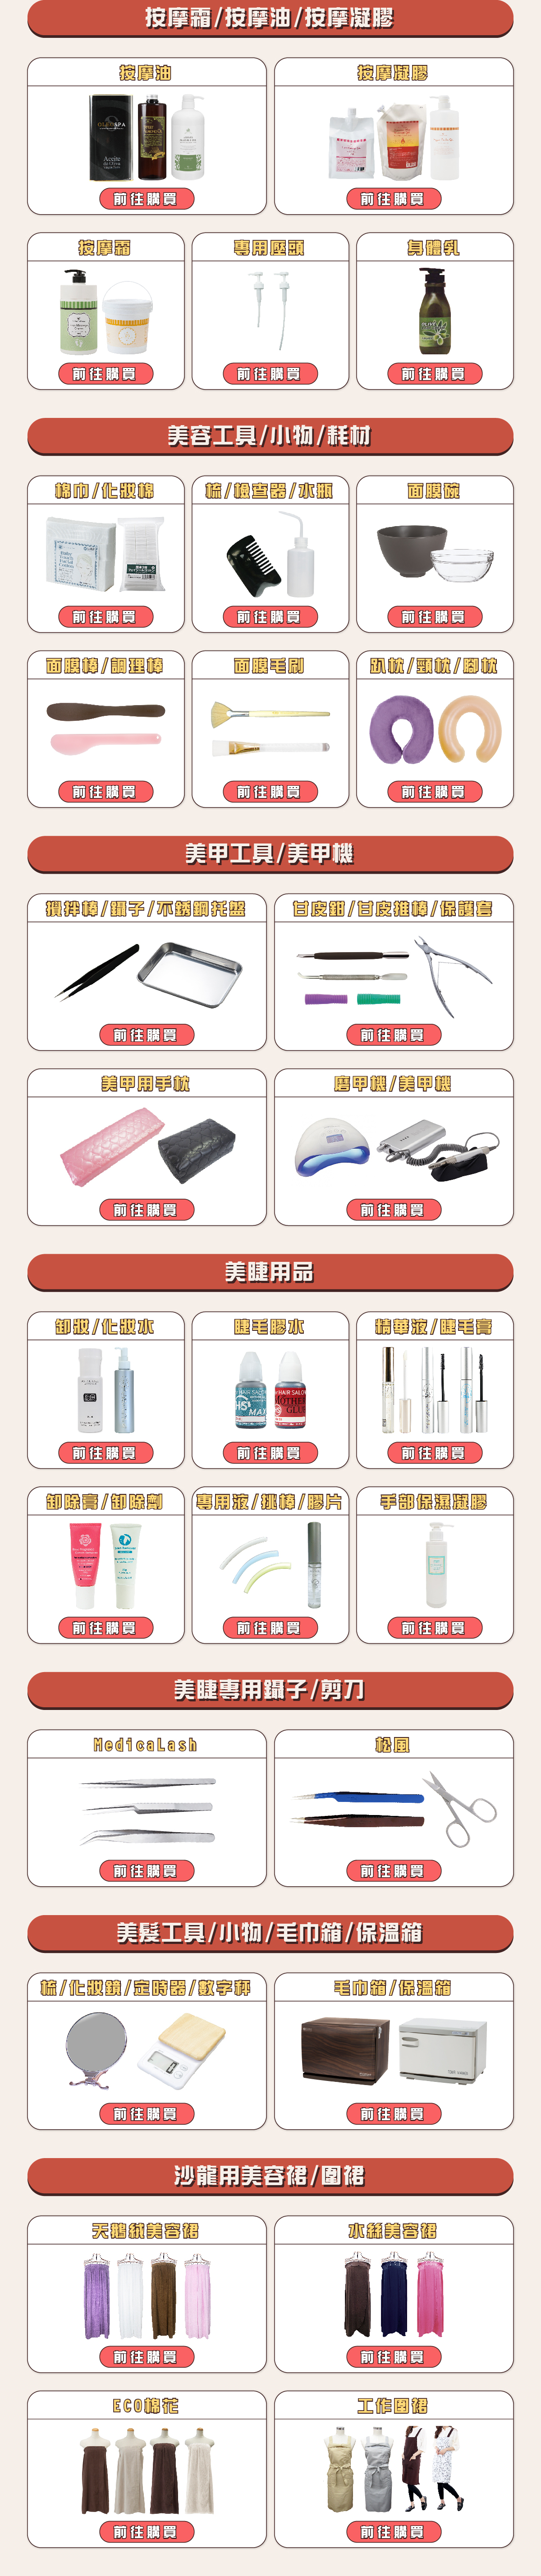 按摩霜/按摩油/按摩凝膠
按摩油
按摩凝膠
OLIOSPA
Aceite
前往購買
前往購買
按摩霜
專用壓頭
身體乳
OLIVE
前往購買
前往購買
前往購買
美容工具/小物/耗材
棉巾/化妝棉
梳/檢查器/水瓶
面膜碗
前往購買
前往購買
前往購買
面膜棒/調理棒
面膜毛刷
趴枕/頸枕/腳枕
前往購買
前往購買
前往購買
美甲工具/美甲機
攪拌棒/鑷子/不銹鋼托盤
甘皮鉗/甘皮推棒/保護套
前往購買
前往購買
美甲用手枕
磨甲機/美甲機
前往購買
前往購買
美睫用品
卸妝/化妝水
睫毛膠水
精華液/睫毛膏
HAIR SALON
MAX
HAIR SALON
MOTHER
GLUE
前往購買
前往購買
前往購買
卸除膏/卸除劑
專用液/挑棒/膠片
手部保濕凝膠
前往購買
前往購買
前往購買
美睫專用鑷子/剪刀
MedicaLash
松風
前往購買
前往購買
美髮工具/小物/毛巾箱/保溫箱
梳/化妝鏡/定時器/數字秤
毛巾箱/保溫箱
前往購買
前往購買
沙龍用美容裙/圍裙
天鵝絨美容裙
水絲美容裙
前往購買
前往購買
ECO棉花
工作圍裙
前往購買
前往購買